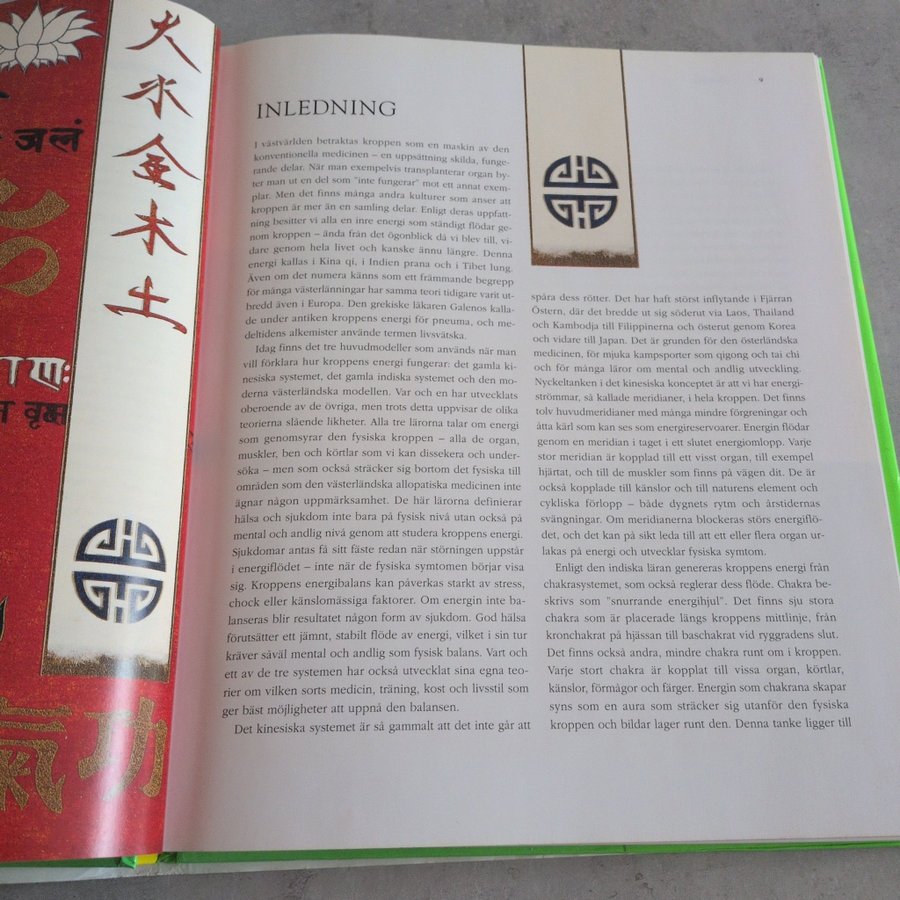 火
水
金
木
土
जलं
णः
वृक्ष
氣功
9
INLEDNING
I västvärlden betraktas kroppen som en maskin av den
konventionella medicinen – en uppsättning skilda, funge-
rande delar. När man exempelvis transplanterar organ by-
ter man ut en del som "inte fungerar" mot ett annat exem-
plar. Men det finns många andra kulturer som anser att
kroppen är mer än en samling delar. Enligt deras uppfatt-
ning besitter vi alla en inre energi som ständigt flödar ge-
nom kroppen – ända från det ögonblick då vi blev till, vi-
dare genom hela livet och kanske ännu längre. Denna
energi kallas i Kina qi, i Indien prana och i Tibet lung.
Även om det numera känns som ett främmande begrepp
för många västerlänningar har samma teori tidigare varit ut-
bredd även i Europa. Den grekiske läkaren Galenos kalla-
de under antiken kroppens energi för pneuma, och me-
deltidens alkemister använde termen livsvätska.
Idag finns det tre huvudmodeller som används när man
vill förklara hur kroppens energi fungerar: det gamla ki-
nesiska systemet, det gamla indiska systemet och den mo-
derna västerländska modellen. Var och en har utvecklats
oberoende av de övriga, men trots detta uppvisar de olika
teorierna slående likheter. Alla tre lärorna talar om energi
som genomsyrar den fysiska kroppen – alla de organ,
muskler, ben och körtlar som vi kan dissekera och under-
söka – men som också sträcker sig bortom det fysiska till
områden som den västerländska allopatiska medicinen inte
ägnar någon uppmärksamhet. De här lärorna definierar
hälsa och sjukdom inte bara på fysisk nivå utan också på
mental och andlig nivå genom att studera kroppens energi.
Sjukdomar antas få sitt fäste redan när störningen uppstår
i energiflödet – inte när de fysiska symtomen börjar visa
sig. Kroppens energibalans kan påverkas starkt av stress,
chock eller känslomässiga faktorer. Om energin inte ba-
lanseras blir resultatet någon form av sjukdom. God hälsa
förutsätter ett jämnt, stabilt flöde av energi, vilket i sin tur
kräver såväl mental och andlig som fysisk balans. Vart och
ett av de tre systemen har också utvecklat sina egna teo-
rier om vilken sorts medicin, träning, kost och livsstil som
ger bäst möjligheter att uppnå den balansen.
Det kinesiska systemet är så gammalt att det inte går att
spåra dess rötter. Det har haft störst inflytande i Fjärran
Östern, där det bredde ut sig söderut via Laos, Thailand
och Kambodja till Filippinerna och österut genom Korea
och vidare till Japan. Det är grunden för den österländska
medicinen, för mjuka kampsporter som qigong och tai chi
och för många läror om mental och andlig utveckling.
Nyckeltanken i det kinesiska konceptet är att vi har energi-
strömmar, så kallade meridianer, i hela kroppen. Det finns
tolv huvudmeridianer med många mindre förgreningar och
åtta kärl som kan ses som energireservoarer. Energin flödar
genom en meridian i taget i ett slutet energiomlopp. Varje
stor meridian är kopplad till ett visst organ, till exempel
hjärtat, och till de muskler som finns på vägen dit. De är
också kopplade till känslor och till naturens element och
cykliska förlopp – både dygnets rytm och årstidernas
svängningar. Om meridianerna blockeras störs energiflö-
det, och det kan på sikt leda till att ett eller flera organ ur-
lakas på energi och utvecklar fysiska symtom.
Enligt den indiska läran genereras kroppens energi från
chakrasystemet, som också reglerar dess flöde. Chakra be-
skrivs som "snurrande energihjul". Det finns sju stora
chakra som är placerade längs kroppens mittlinje, från
kronchakrat på hjässan till baschakrat vid ryggradens slut.
Det finns också andra, mindre chakra runt om i kroppen.
Varje stort chakra är kopplat till vissa organ, körtlar,
känslor, förmågor och färger. Energin som chakrana skapar
syns som en aura som sträcker sig utanför den fysiska
kroppen och bildar lager runt den. Denna tanke ligger till